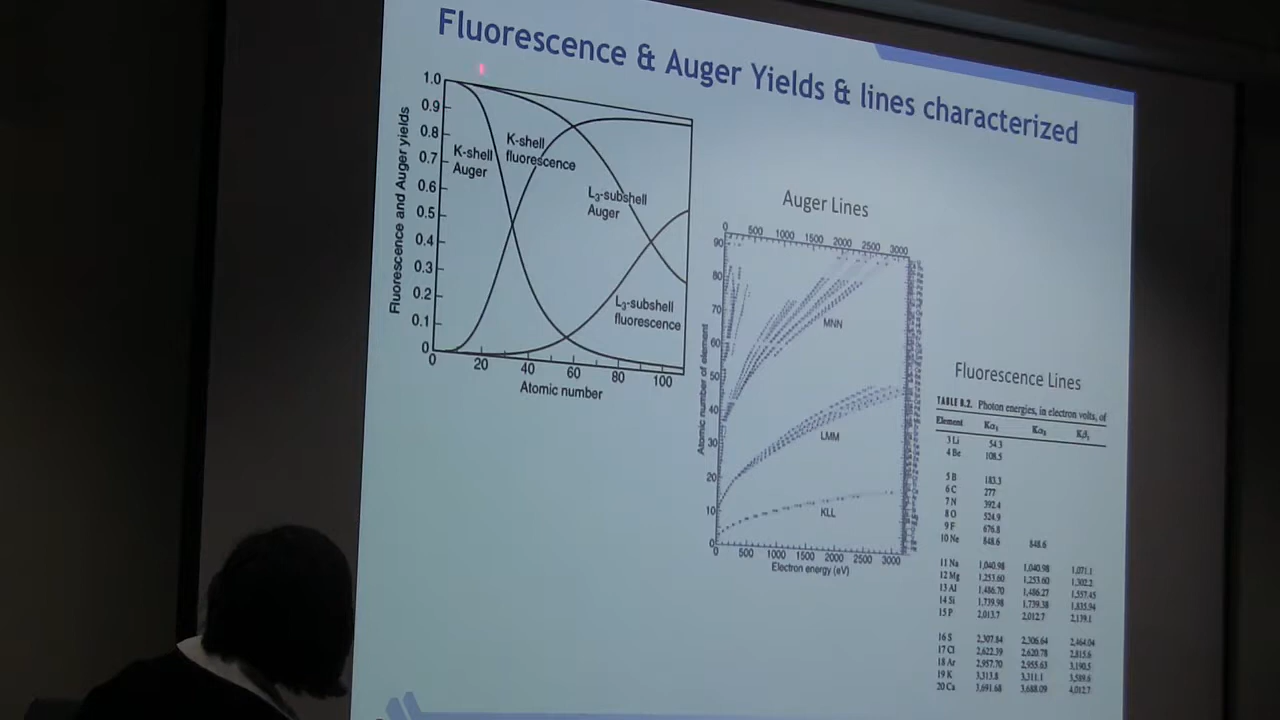 Fluorescence & Auger Yields & lines characterized
Fluorescence and Auger yields
1.0
0.9
0.8
0.7
0.6
0.5
0.4
0.3
0.2
0.1
0
K-shell
Auger
K-shell
fluorescence
L3-subshell
Auger
L3-subshell
fluorescence
0 20 40 60 80 100
Atomic number
Auger Lines
0 500 1000 1500 2000 2500 3000
Atomic number of element
90
80
70
60
50
40
30
20
10
0
MNN
LMM
KLL
0 500 1000 1500 2000 2500 3000
Electron energy (eV)
Fluorescence Lines
TABLE B.2. Photon energies, in electron volts, of
Element Kα1 Kα2 Kβ1
3 Li 54.3
4 Be 108.5
5 B 183.3
6 C 277
7 N 392.4
8 O 524.9
9 F 676.8
10 Ne 848.6 848.6
11 Na 1,040.98 1,040.98 1,071.1
12 Mg 1,253.60 1,253.60 1,302.2
13 Al 1,486.70 1,486.27 1,557.45
14 Si 1,739.98 1,739.38 1,835.94
15 P 2,013.7 2,012.7 2,139.1
16 S 2,307.84 2,306.64 2,464.04
17 Cl 2,622.39 2,620.78 2,815.6
18 Ar 2,957.70 2,955.63 3,190.5
19 K 3,313.8 3,311.1 3,589.6
20 Ca 3,691.68 3,688.09 4,012.7